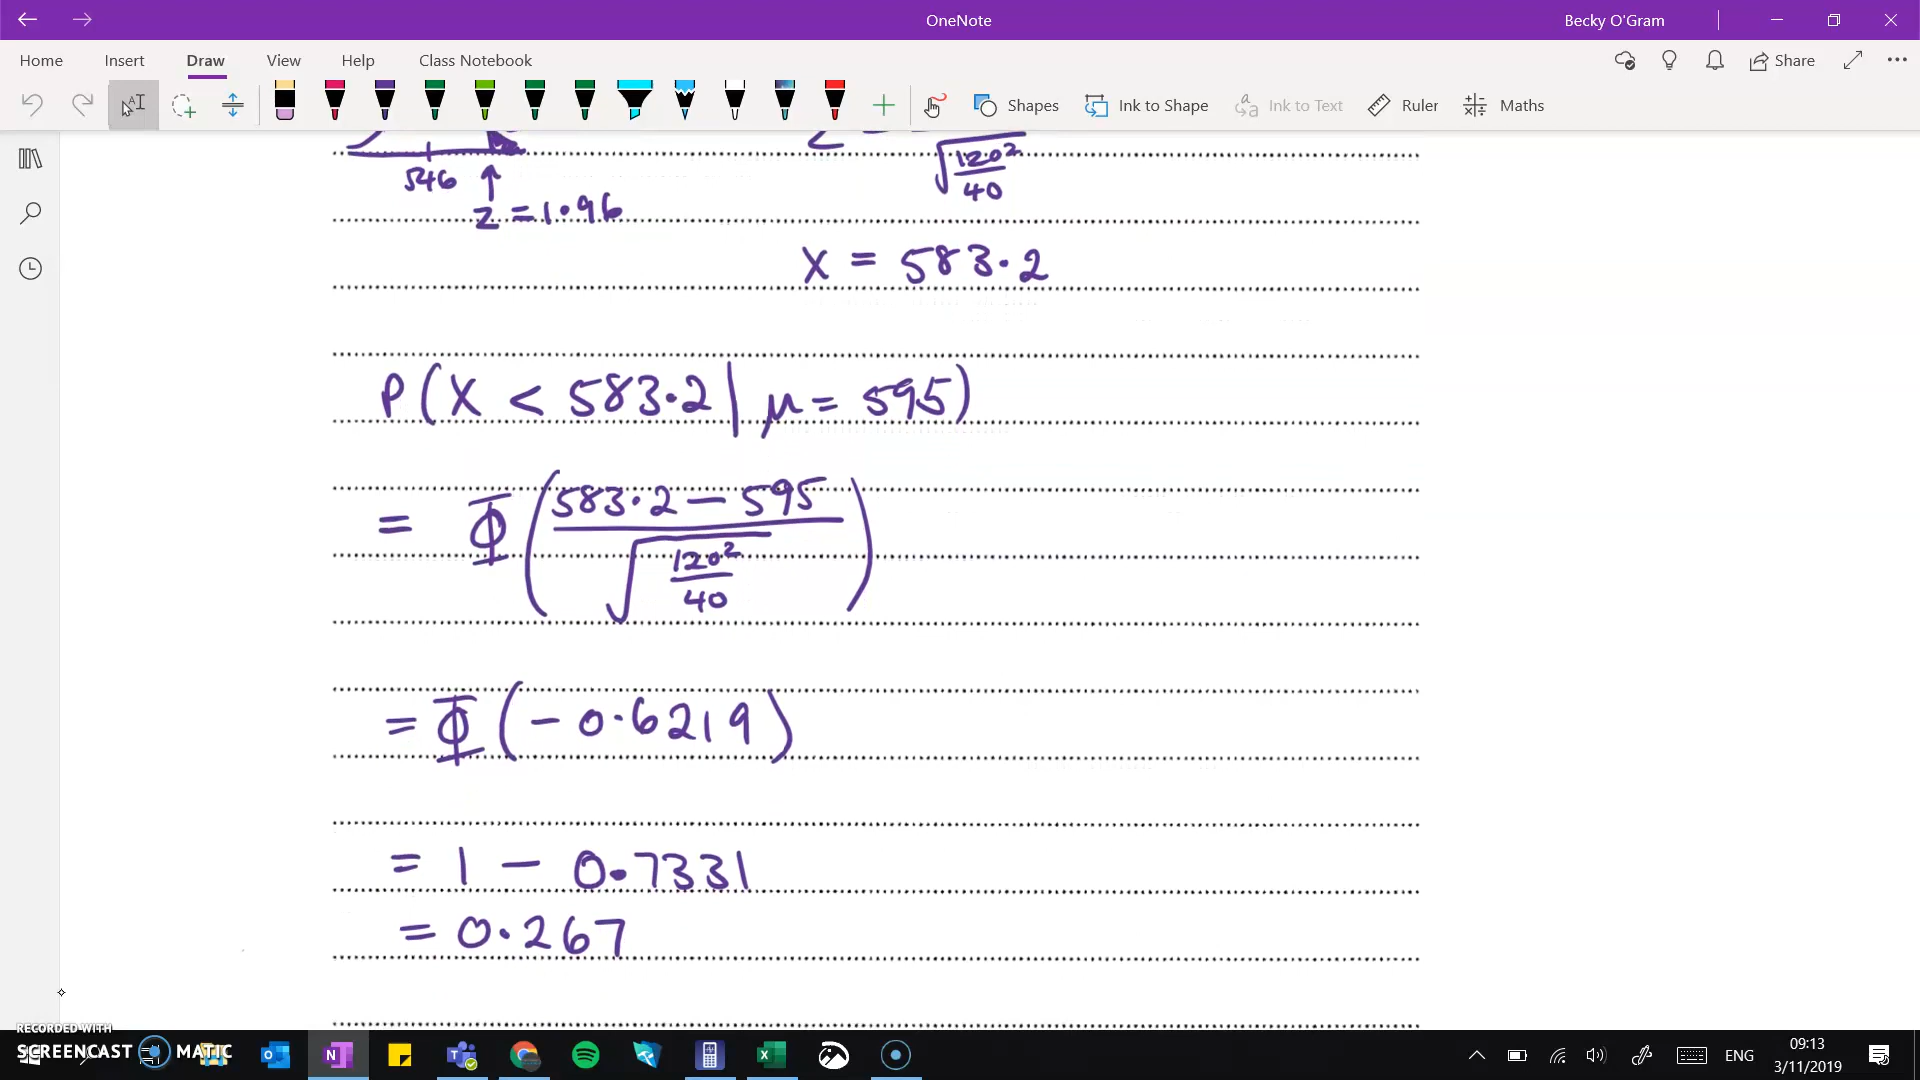 OneNote
Becky O'Gram
Home Insert Draw View Help Class Notebook
Share
Shapes Ink to Shape Ink to Text Ruler Maths
√(120²/40)
546
z = 1.96
x = 583.2
P(X < 583.2 | μ = 595)
= Φ((583.2 − 595)/√(120²/40))
= Φ(−0.6219)
= 1 − 0.7331
= 0.267
RECORDED WITH
SCREENCAST MATIC
ENG
09:13
3/11/2019